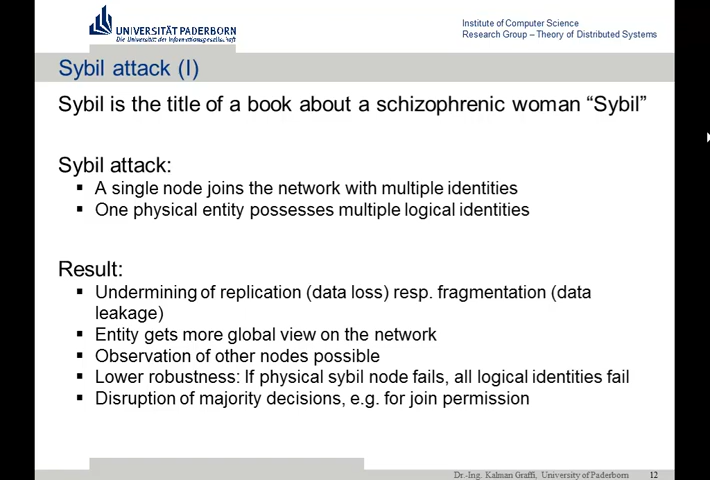 UNIVERSITÄT PADERBORN
Die Universität der Informationsgesellschaft
Institute of Computer Science
Research Group – Theory of Distributed Systems
Sybil attack (I)
Sybil is the title of a book about a schizophrenic woman “Sybil”
Sybil attack:
▪ A single node joins the network with multiple identities
▪ One physical entity possesses multiple logical identities
Result:
▪ Undermining of replication (data loss) resp. fragmentation (data
leakage)
▪ Entity gets more global view on the network
▪ Observation of other nodes possible
▪ Lower robustness: If physical sybil node fails, all logical identities fail
▪ Disruption of majority decisions, e.g. for join permission
Dr.-Ing. Kalman Graffi, University of Paderborn 12